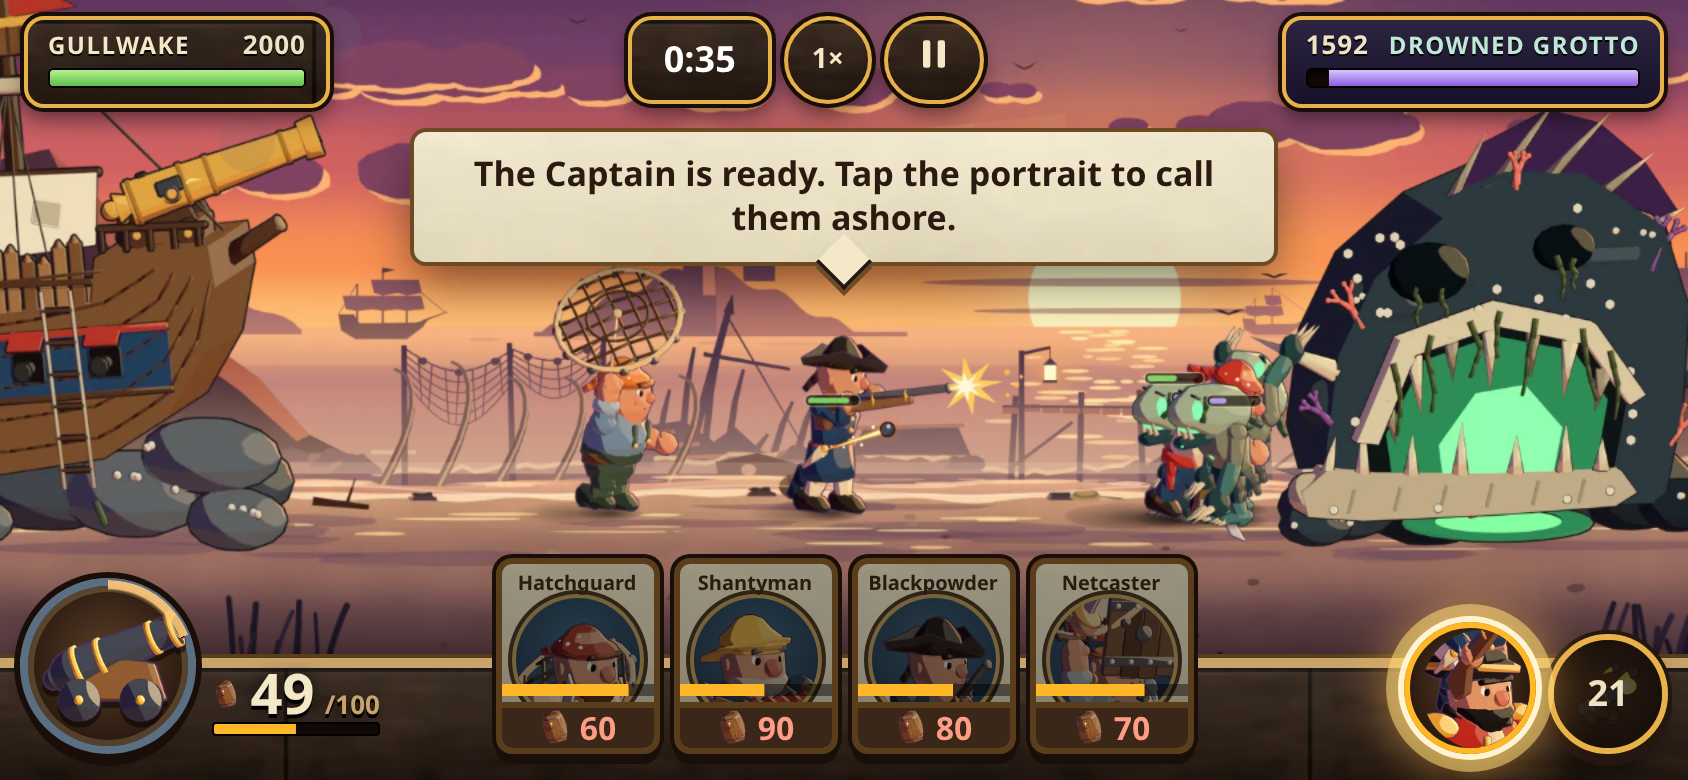 GULLWAKE 2000
0:35
1×
1592 DROWNED GROTTO
The Captain is ready. Tap the portrait to call
them ashore.
Hatchguard
Shantyman
Blackpowder
Netcaster
49 /100
60
90
80
70
21